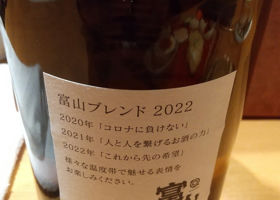 富山ブレンド 2022
2020年「コロナに負けない」
2021年「人と人を繋げるお酒の力」
2022年「これから先の希望」
様々な温度帯で魅せる表情を
お楽しみください。
富